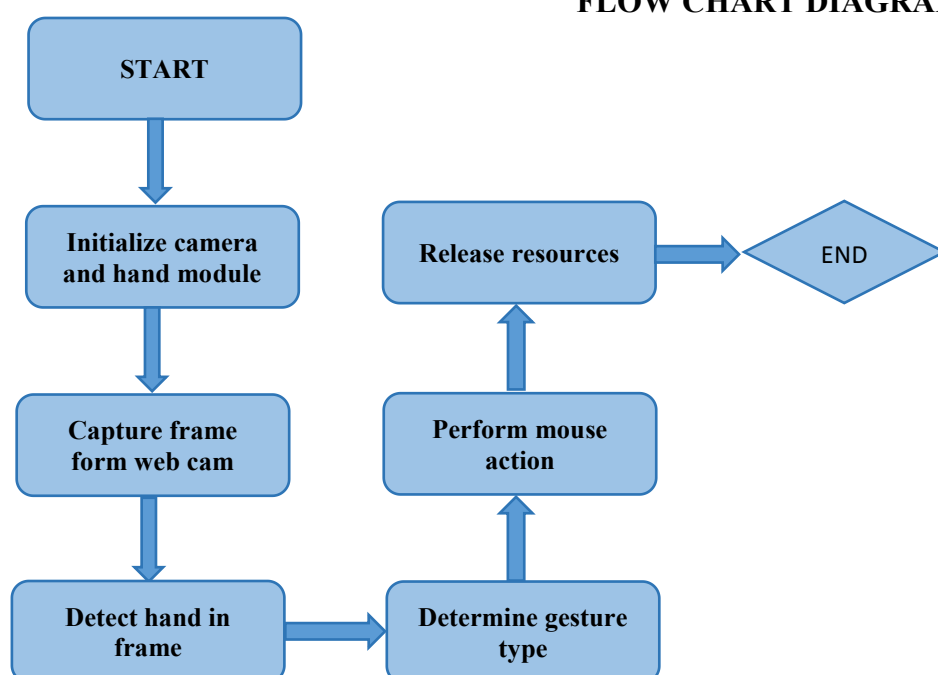 FLOW CHART DIAGRA
START
Initialize camera
and hand module
Capture frame
form web cam
Detect hand in
frame
Determine gesture
type
Perform mouse
action
Release resources
END